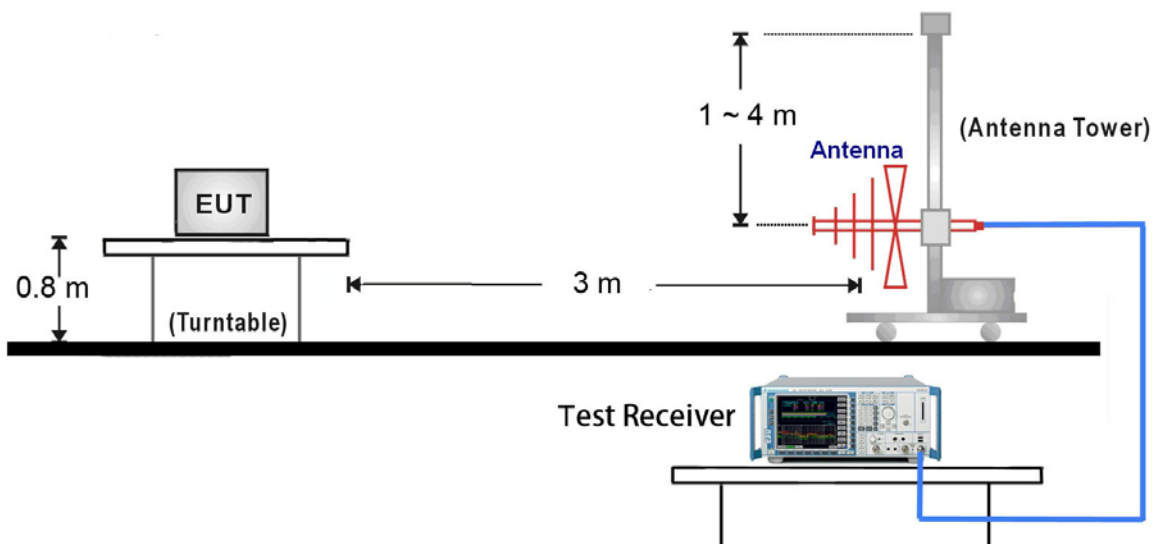 1 ~ 4 m
(Antenna Tower)
Antenna
EUT
0.8 m
3 m
(Turntable)
Test Receiver